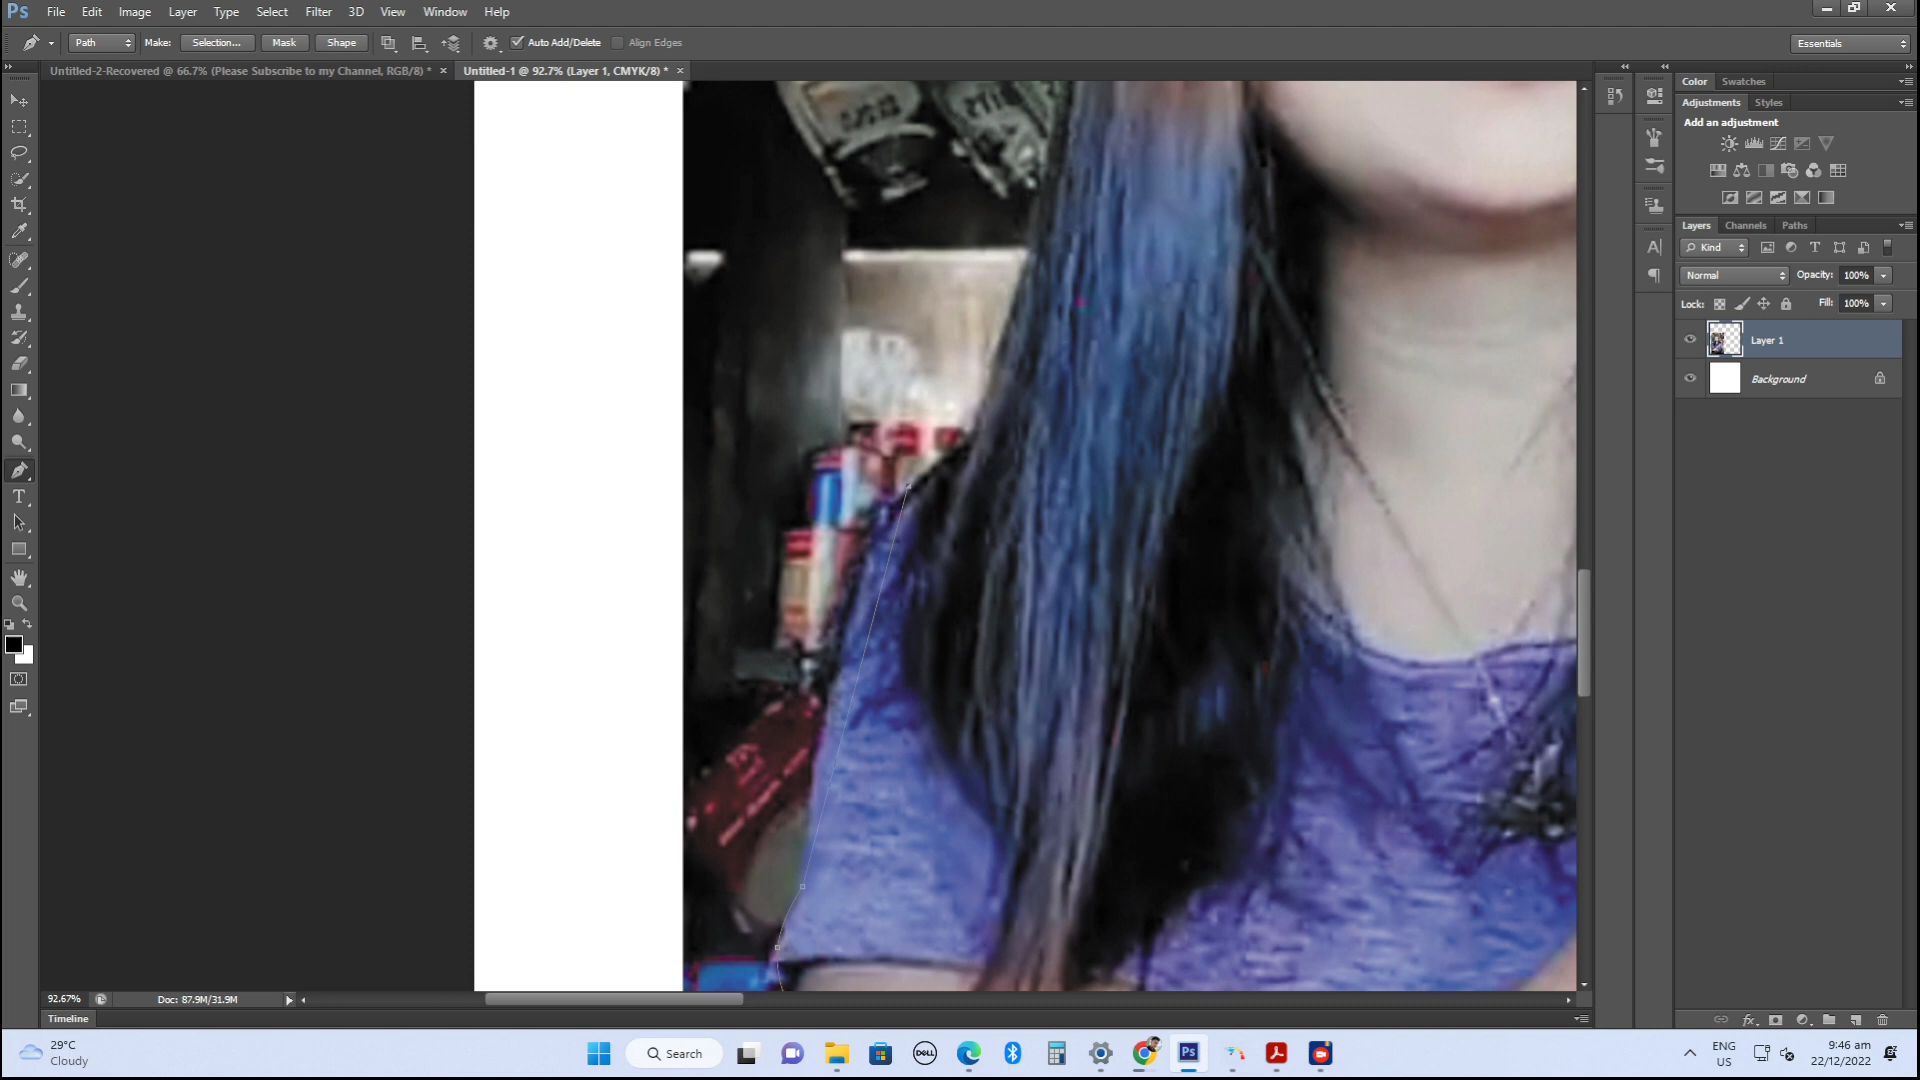 Ps File Edit Image Layer Type Select Filter 3D View Window Help
Path Make: Selection... Mask Shape Auto Add/Delete Align Edges Essentials
Untitled-2-Recovered @ 66.7% (Please Subscribe to my Channel, RGB/8) * × Untitled-1 @ 92.7% (Layer 1, CMYK/8) * ×
Color Swatches
Adjustments Styles
Add an adjustment
Layers Channels Paths
Kind
Normal Opacity: 100%
Lock: Fill: 100%
Layer 1
Background
92.67% Doc: 87.9M/31.9M
Timeline
29°C
Cloudy
Search
DELL
Ps
ENG
US
9:46 am
22/12/2022